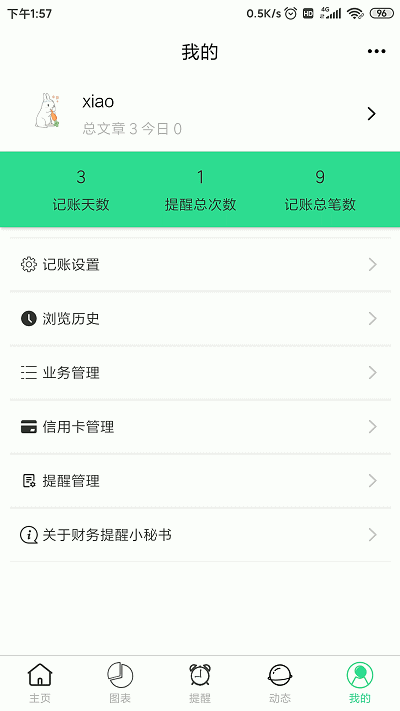 下午1:57 0.5K/s HD 4G 96
我的
xiao
总文章 3 今日 0
3 1 9
记账天数 提醒总次数 记账总笔数
记账设置
浏览历史
业务管理
信用卡管理
提醒管理
关于财务提醒小秘书
主页 图表 提醒 动态 我的